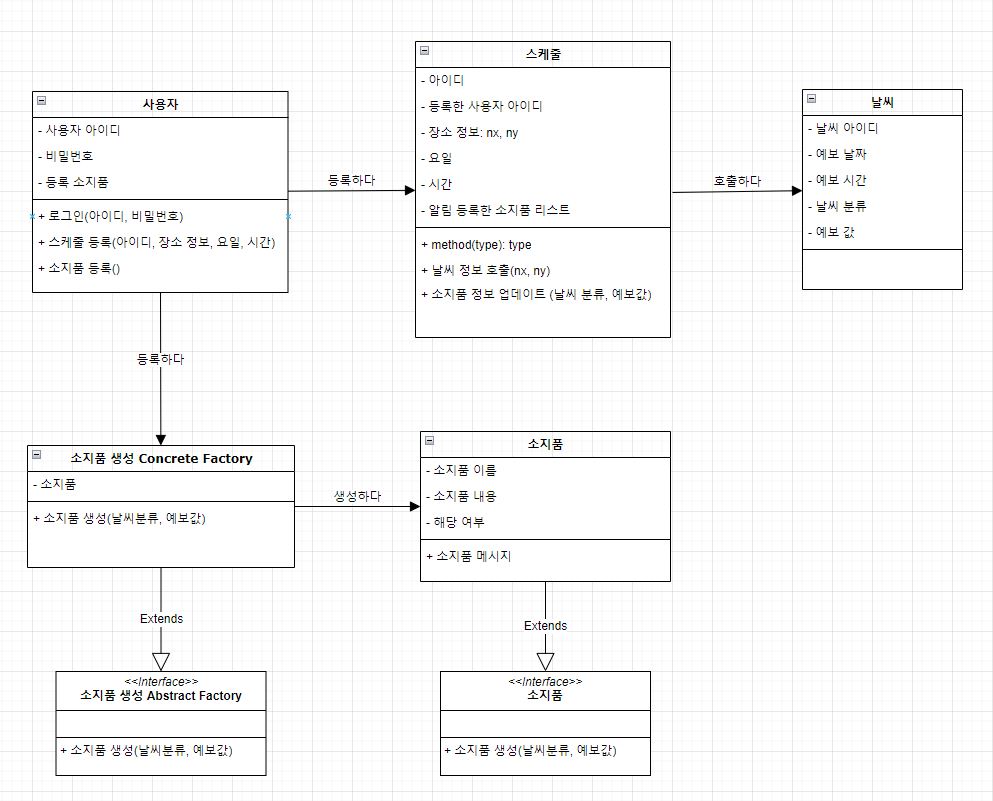 사용자
- 사용자 아이디
- 비밀번호
- 등록 소지품
+ 로그인(아이디, 비밀번호)
+ 스케줄 등록(아이디, 장소 정보, 요일, 시간)
+ 소지품 등록()
등록하다
스케줄
- 아이디
- 등록한 사용자 아이디
- 장소 정보: nx, ny
- 요일
- 시간
- 알림 등록한 소지품 리스트
+ method(type): type
+ 날씨 정보 호출(nx, ny)
+ 소지품 정보 업데이트 (날씨 분류, 예보값)
호출하다
날씨
- 날씨 아이디
- 예보 날짜
- 예보 시간
- 날씨 분류
- 예보 값
등록하다
소지품 생성 Concrete Factory
- 소지품
+ 소지품 생성(날씨분류, 예보값)
생성하다
소지품
- 소지품 이름
- 소지품 내용
- 해당 여부
+ 소지품 메시지
Extends
<<Interface>>
소지품 생성 Abstract Factory
+ 소지품 생성(날씨분류, 예보값)
Extends
<<Interface>>
소지품
+ 소지품 생성(날씨분류, 예보값)